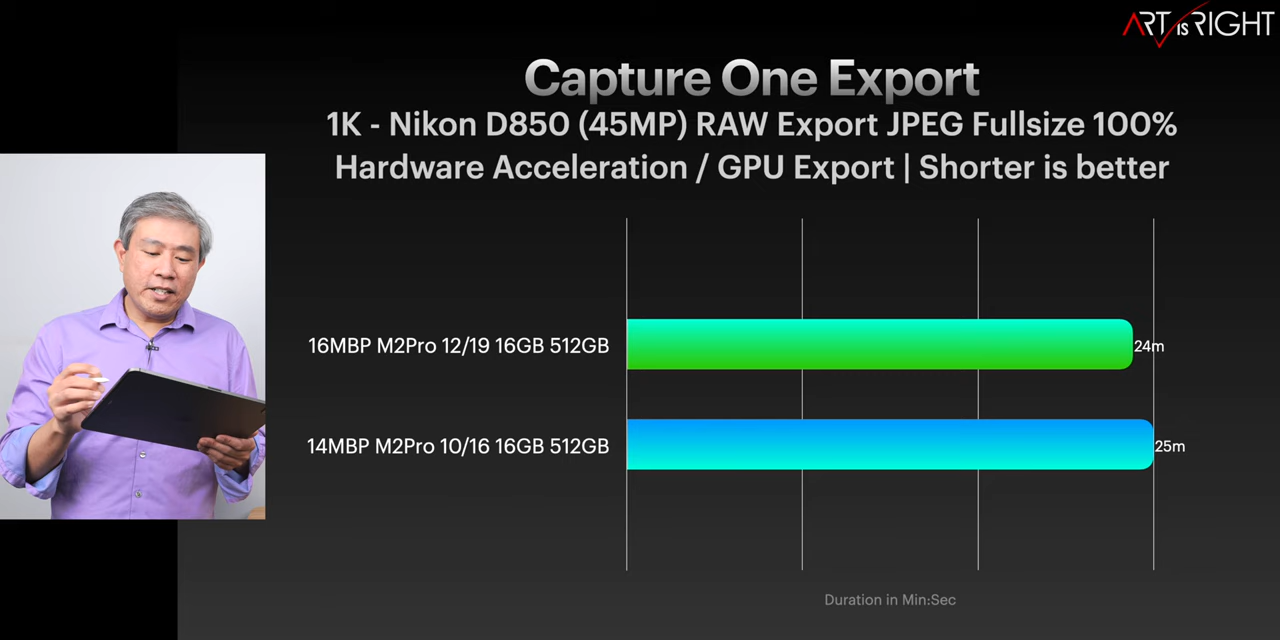 ART IS RIGHT
Capture One Export
1K - Nikon D850 (45MP) RAW Export JPEG Fullsize 100%
Hardware Acceleration / GPU Export | Shorter is better
16MBP M2Pro 12/19 16GB 512GB
24m
14MBP M2Pro 10/16 16GB 512GB
25m
Duration in Min:Sec